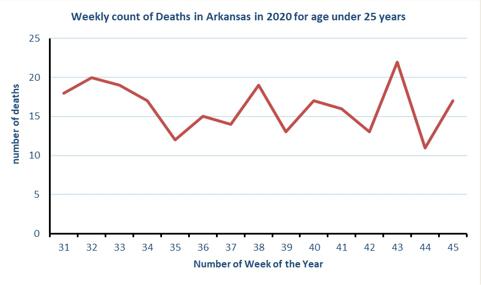 Weekly count of Deaths in Arkansas in 2020 for age under 25 years
number of deaths
25
20
15
10
5
0
31 32 33 34 35 36 37 38 39 40 41 42 43 44 45
Number of Week of the Year